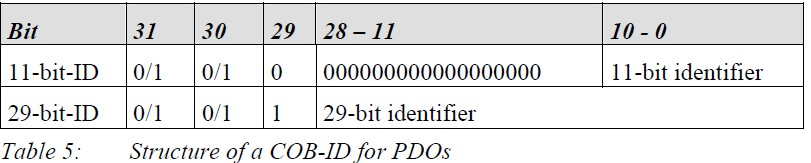 Bit 31 30 29 28 – 11 10 - 0
11-bit-ID 0/1 0/1 0 000000000000000000 11-bit identifier
29-bit-ID 0/1 0/1 1 29-bit identifier
Table 5: Structure of a COB-ID for PDOs